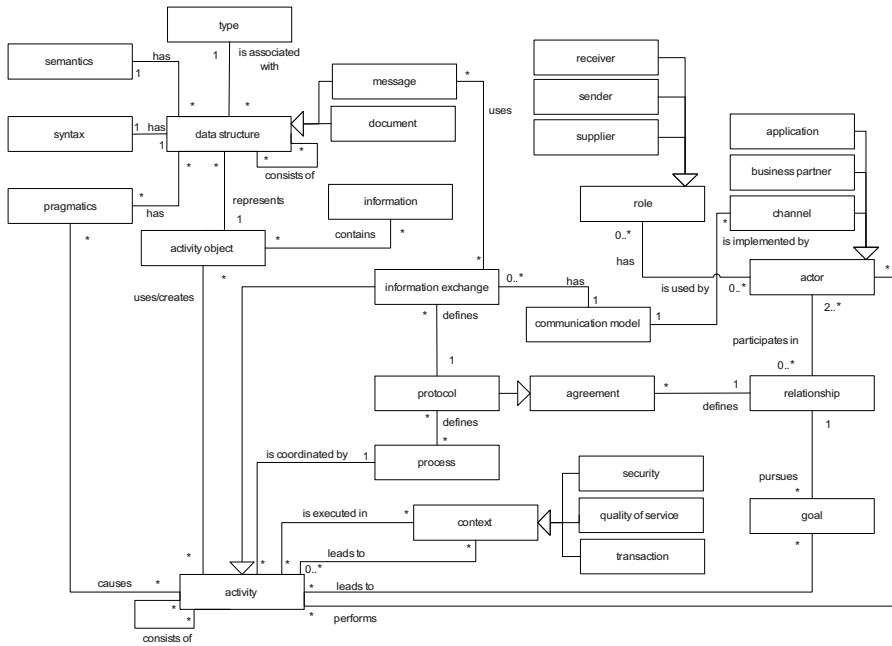 type
semantics
has
1
1
is associated
with
*
*
message
*
uses
receiver
sender
supplier
application
business partner
channel
syntax
1
has
1
*
data structure
*
*
consists of
document
*
*
pragmatics
*
has
represents
1
information
contains
*
*
activity object
*
*
uses/creates
role
0..*
has
*
is implemented by
is used by
0..*
actor
*
2..*
*
0..*
information exchange
has
1
communication model
1
*
defines
1
participates in
0..*
protocol
agreement
*
1
defines
relationship
1
*
defines
*
is coordinated by
1
process
security
quality of service
transaction
pursues
*
goal
*
is executed in
*
context
*
leads to
0..*
*
*
*
causes
*
activity
*
leads to
*
performs
*
*
consists of